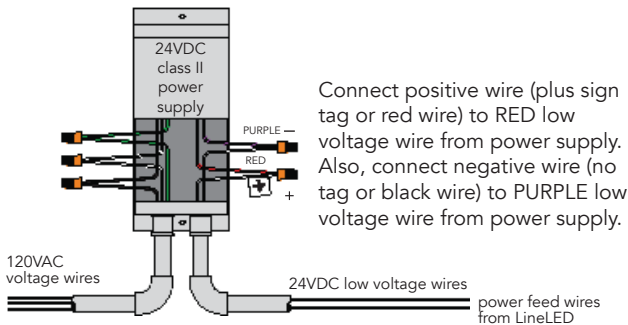 24VDC
class II
power
supply
PURPLE –
RED
+
+
Connect positive wire (plus sign
tag or red wire) to RED low
voltage wire from power supply.
Also, connect negative wire (no
tag or black wire) to PURPLE low
voltage wire from power supply.
120VAC
voltage wires
24VDC low voltage wires
power feed wires
from LineLED